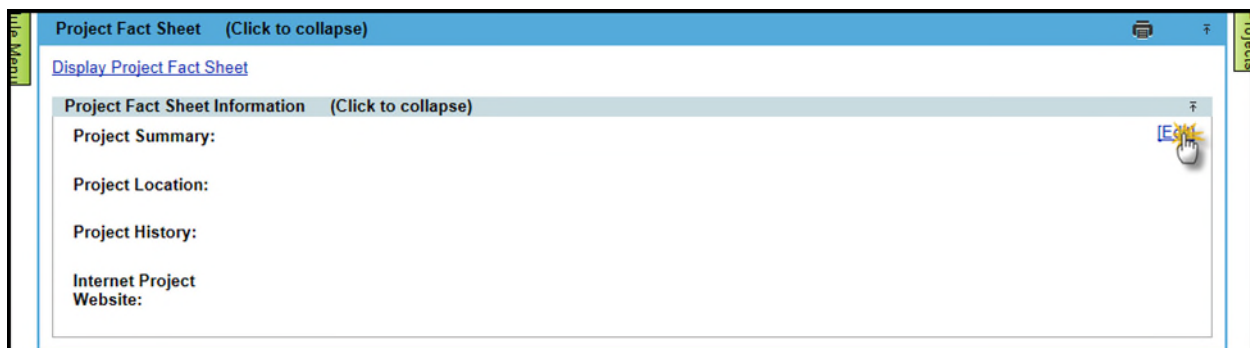 Project Fact Sheet (Click to collapse)
Display Project Fact Sheet
Project Fact Sheet Information (Click to collapse)
Project Summary:
Project Location:
Project History:
Internet Project
Website: